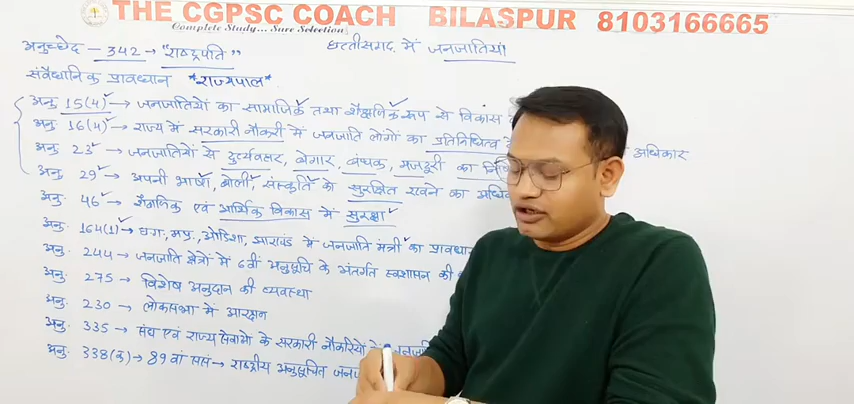 THE CGPSC COACH BILASPUR 8103166665
Complete Study... Sure Selection
अनुच्छेद - 342 → "राष्ट्रपति" छत्तीसगढ़ में जनजातियां
संवैधानिक प्रावधान *राज्यपाल*
अनु. 15(4) → जनजातियों का सामाजिक तथा शैक्षणिक रूप से विकास
अनु. 16(4) → राज्य में सरकारी नौकरी में जनजाति लोगों का प्रतिनिधित्व अधिकार
अनु. 23 → जनजातियों से दुर्व्यवहार, बेगार, बंधक, मजदूरी का
अनु. 29 → अपनी भाषा, बोली, संस्कृति को सुरक्षित रखने का
अनु. 46 → शैक्षणिक एवं आर्थिक विकास में सुरक्षा
अनु. 164(1) → छग., मप्र., ओडिशा, झारखंड में जनजाति मंत्री का प्रावधान
अनु. 244 → जनजाति क्षेत्रों में 6वीं अनुसूचि के अंतर्गत स्वशासन की
अनु. 275 → विशेष अनुदान की व्यवस्था
अनु. 230 → लोकसभा में आरक्षण
अनु. 335 → संघ एवं राज्य सेवाओं के सरकारी नौकरियों में
अनु. 338(क) → 89 वां संसं → राष्ट्रीय अनुसूचित